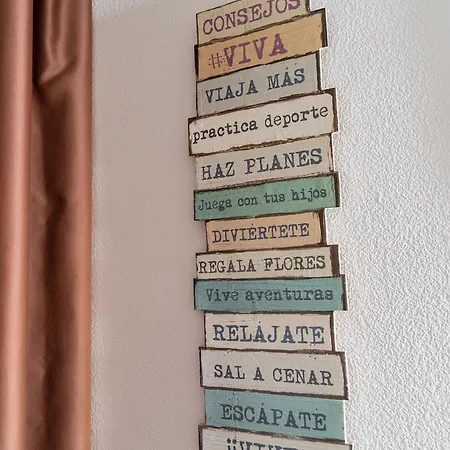 CONSEJOS
#VIVA
VIAJA MÁS
practica deporte
HAZ PLANES
Juega con tus hijos
DIVIÉRTETE
REGALA FLORES
Vive aventuras
RELÁJATE
SAL A CENAR
ESCÁPATE